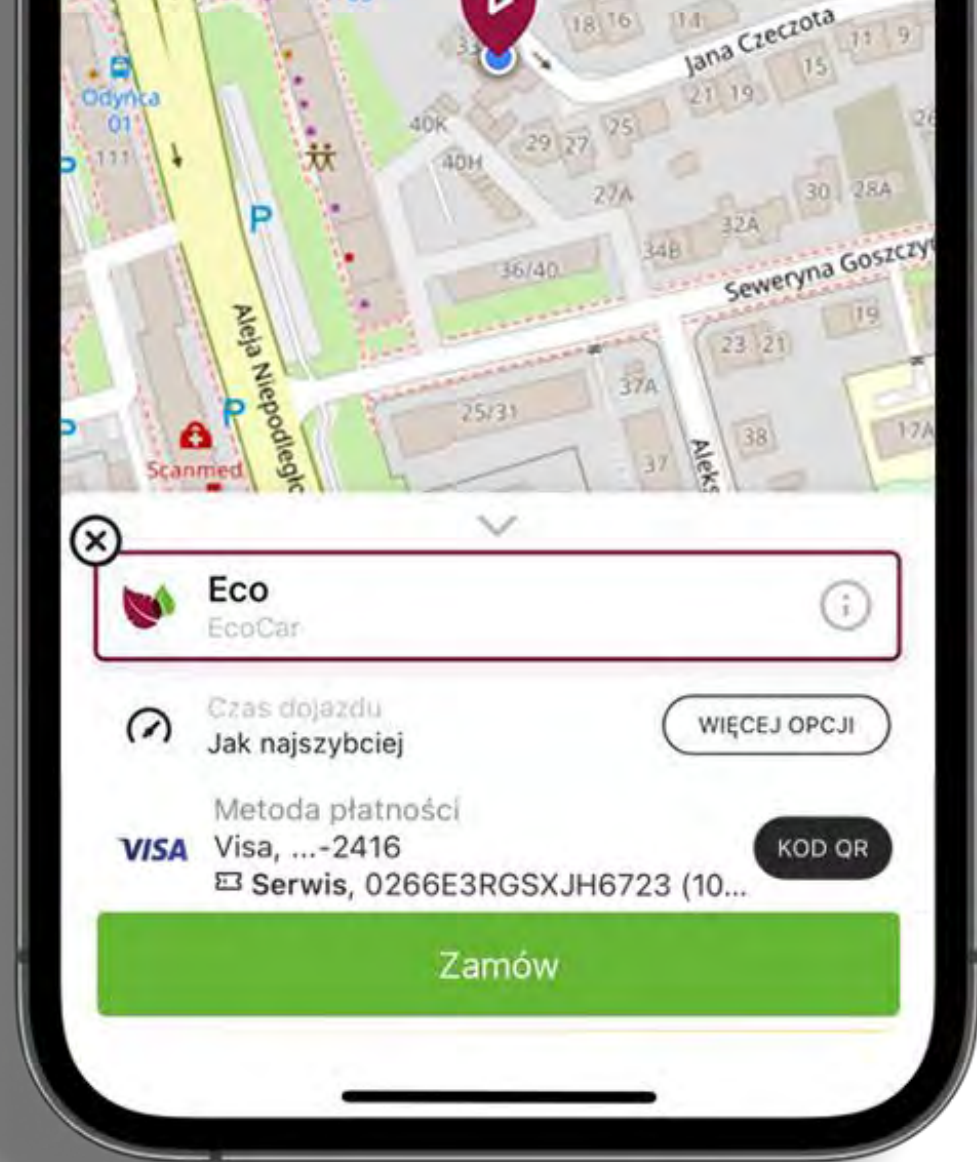 18 16
14
Jana Czeczota
11 9
15
21 19
Odyńca
01
111
40K
29 27
25
40H
P
27A
30
28A
32A
34B
36/40
Seweryna Goszczy
19
23 21
Aleja Niepodległo
37A
P
25/31
38
17A
Scanmed
37
Aleks
Eco
EcoCar
Czas dojazdu
Jak najszybciej
WIĘCEJ OPCJI
Metoda płatności
VISA
Visa, ...-2416
Serwis, 0266E3RGSXJH6723 (10...
KOD QR
Zamów